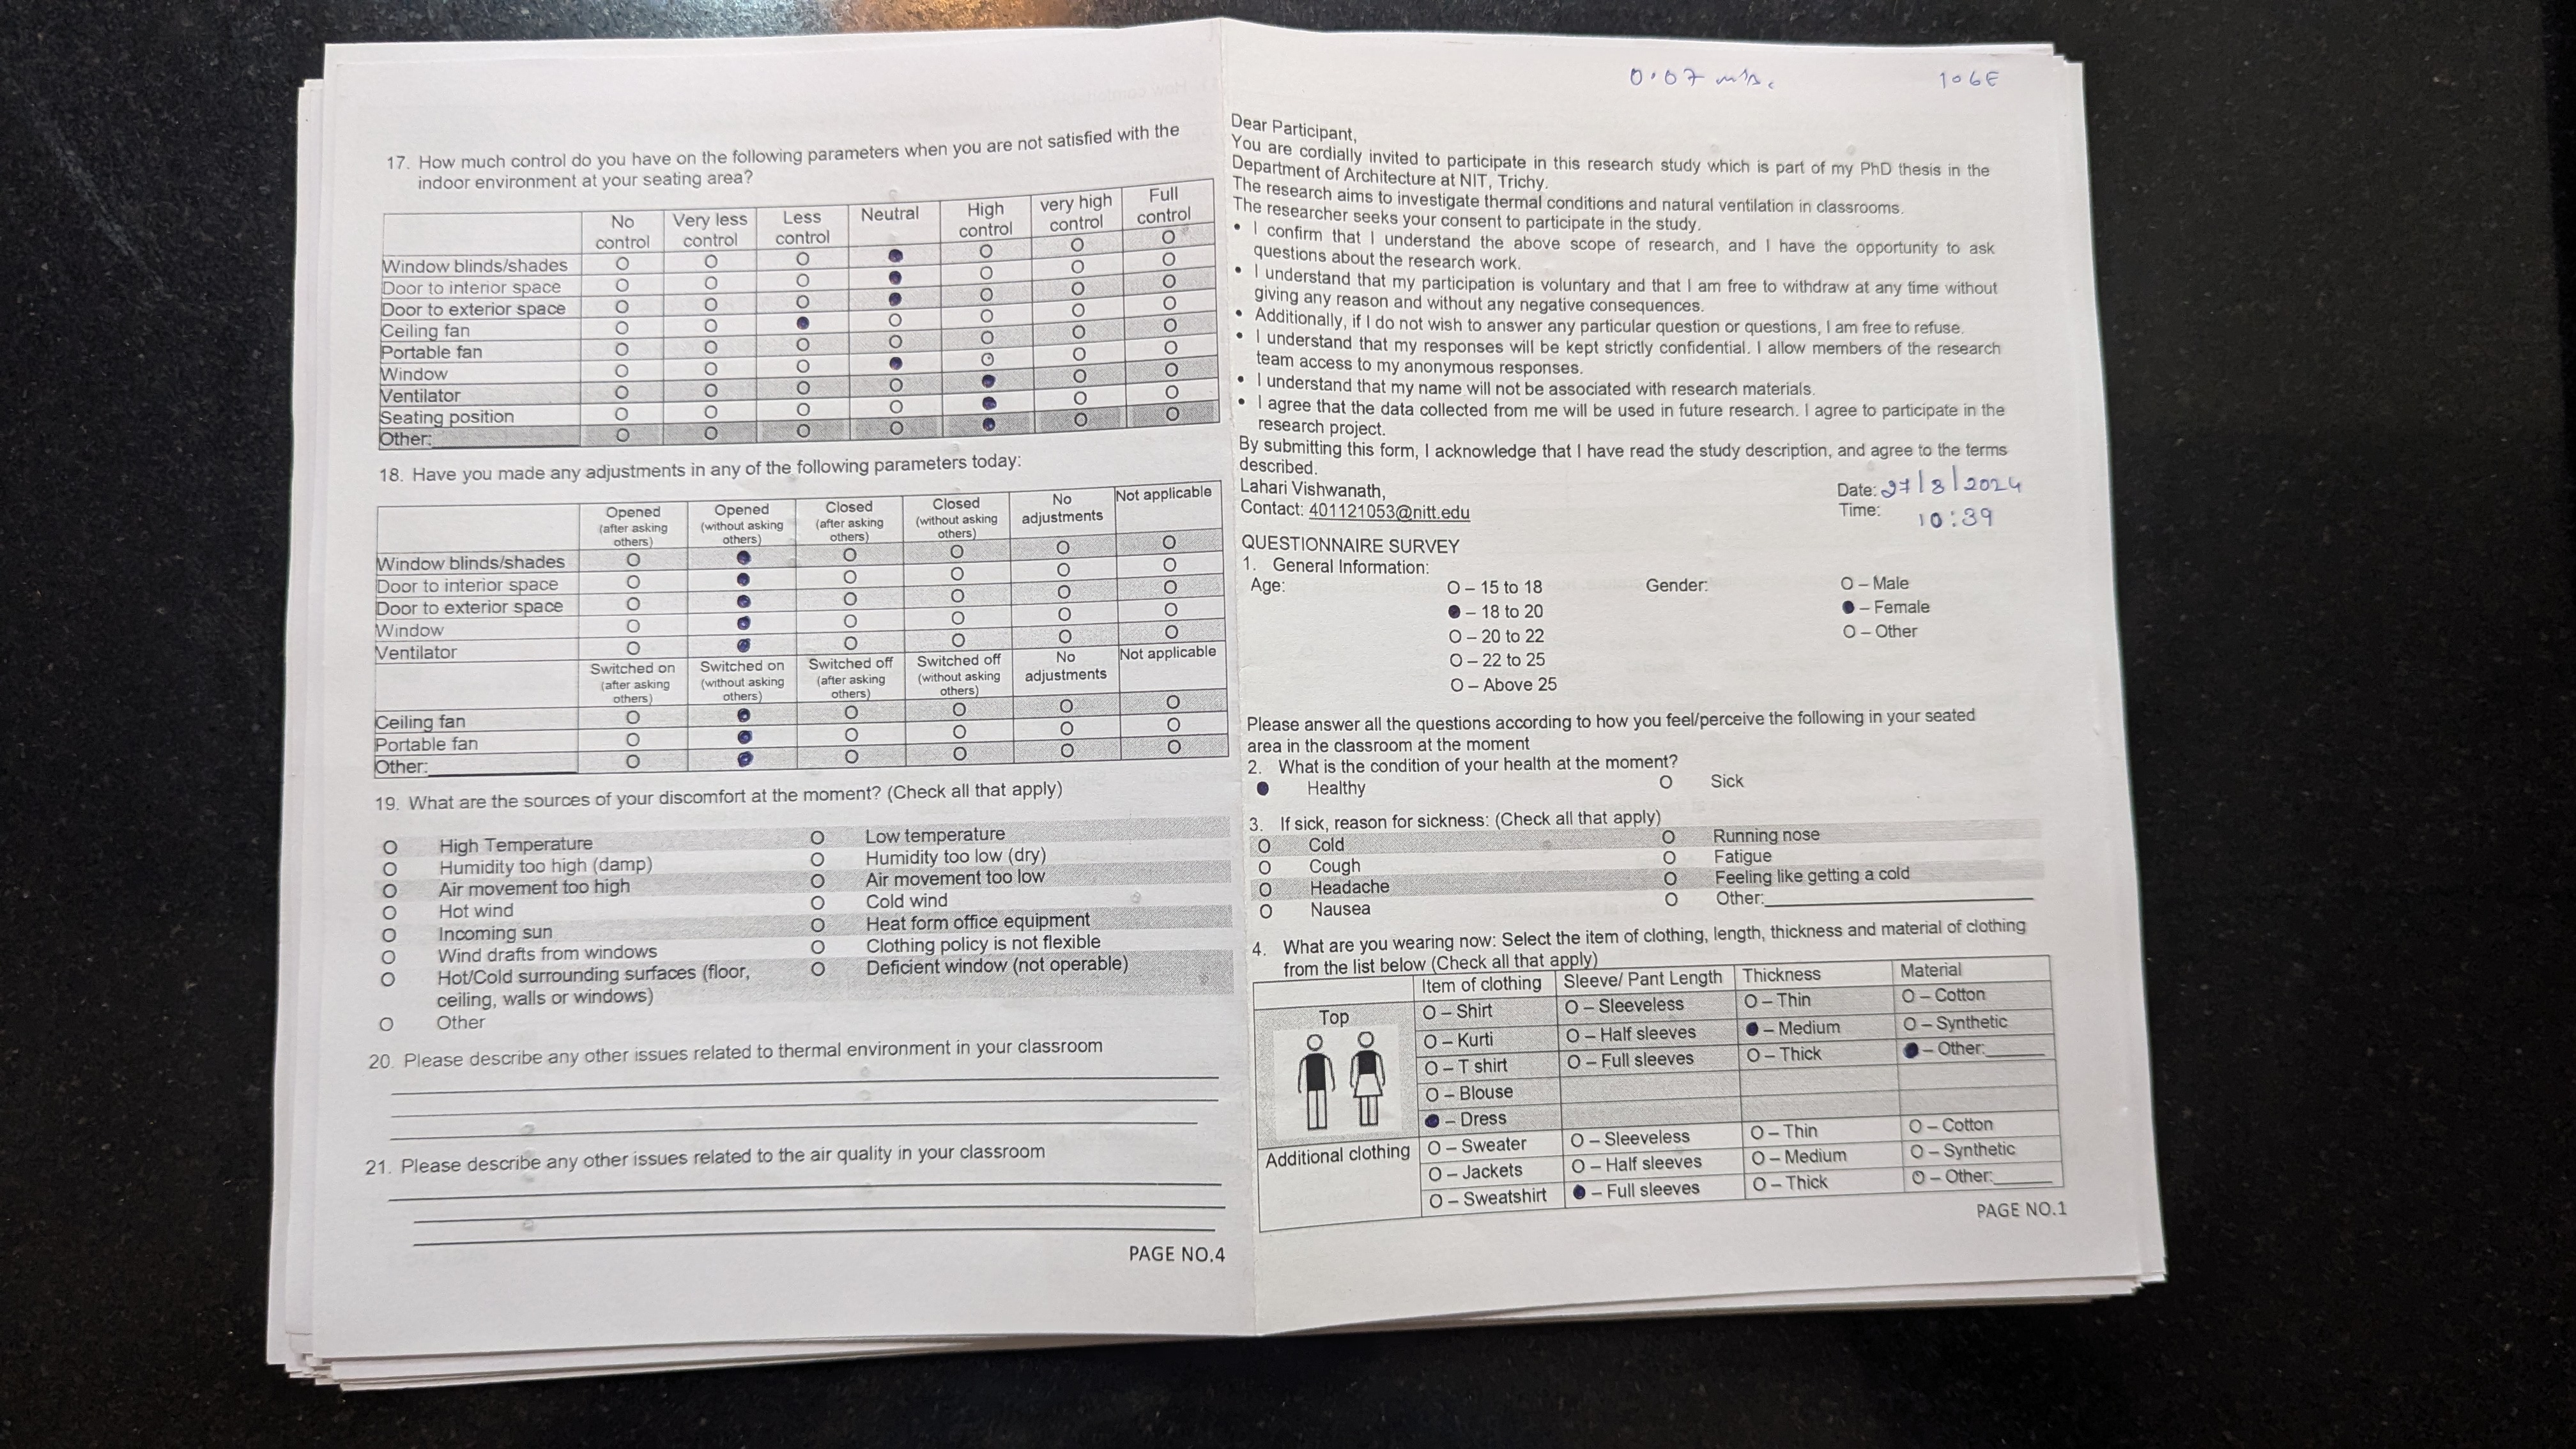 17. How much control do you have on the following parameters when you are not satisfied with the
indoor environment at your seating area?
No control Very less control Less control Neutral High control very high control Full control
Window blinds/shades O O O ● O O O
Door to interior space O O O ● O O O
Door to exterior space O O O ● O O O
Ceiling fan O O ● O O O O
Portable fan O O O O O O O
Window O O O ● O O O
Ventilator O O O O ● O O
Seating position O O O O ● O O
Other:________ O O O O ● O O
18. Have you made any adjustments in any of the following parameters today:
Opened (after asking others) Opened (without asking others) Closed (after asking others) Closed (without asking others) No adjustments Not applicable
Window blinds/shades O ● O O O O
Door to interior space O ● O O O O
Door to exterior space O ● O O O O
Window O ● O O O O
Ventilator O ● O O O O
Switched on (after asking others) Switched on (without asking others) Switched off (after asking others) Switched off (without asking others) No adjustments Not applicable
Ceiling fan O ● O O O O
Portable fan O ● O O O O
Other:________ O ● O O O O
19. What are the sources of your discomfort at the moment? (Check all that apply)
O High Temperature O Low temperature
O Humidity too high (damp) O Humidity too low (dry)
O Air movement too high O Air movement too low
O Hot wind O Cold wind
O Incoming sun O Heat form office equipment
O Wind drafts from windows O Clothing policy is not flexible
O Hot/Cold surrounding surfaces (floor, O Deficient window (not operable)
ceiling, walls or windows)
O Other
20. Please describe any other issues related to thermal environment in your classroom
21. Please describe any other issues related to the air quality in your classroom
PAGE NO.4
0.07 m/s. 106E
Dear Participant,
You are cordially invited to participate in this research study which is part of my PhD thesis in the
Department of Architecture at NIT, Trichy.
The research aims to investigate thermal conditions and natural ventilation in classrooms.
The researcher seeks your consent to participate in the study.
• I confirm that I understand the above scope of research, and I have the opportunity to ask
questions about the research work.
• I understand that my participation is voluntary and that I am free to withdraw at any time without
giving any reason and without any negative consequences.
• Additionally, if I do not wish to answer any particular question or questions, I am free to refuse.
• I understand that my responses will be kept strictly confidential. I allow members of the research
team access to my anonymous responses.
• I understand that my name will not be associated with research materials.
• I agree that the data collected from me will be used in future research. I agree to participate in the
research project.
By submitting this form, I acknowledge that I have read the study description, and agree to the terms
described.
Lahari Vishwanath, Date: 27/8/2024
Contact: 401121053@nitt.edu Time: 10:39
QUESTIONNAIRE SURVEY
1. General Information:
Age: O – 15 to 18 Gender: O – Male
● – 18 to 20 ● – Female
O – 20 to 22 O – Other
O – 22 to 25
O – Above 25
Please answer all the questions according to how you feel/perceive the following in your seated
area in the classroom at the moment
2. What is the condition of your health at the moment?
● Healthy O Sick
3. If sick, reason for sickness: (Check all that apply)
O Cold O Running nose
O Cough O Fatigue
O Headache O Feeling like getting a cold
O Nausea O Other:________
4. What are you wearing now: Select the item of clothing, length, thickness and material of clothing
from the list below (Check all that apply)
Item of clothing Sleeve/ Pant Length Thickness Material
Top O – Shirt O – Sleeveless O – Thin O – Cotton
O – Kurti O – Half sleeves ● – Medium O – Synthetic
O – T shirt O – Full sleeves O – Thick ● – Other:______
O – Blouse
● – Dress
Additional clothing O – Sweater O – Sleeveless O – Thin O – Cotton
O – Jackets O – Half sleeves O – Medium O – Synthetic
O – Sweatshirt ● – Full sleeves O – Thick O – Other:______
PAGE NO.1